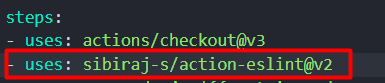 steps:
- uses: actions/checkout@v3
- uses: sibiraj-s/action-eslint@v2